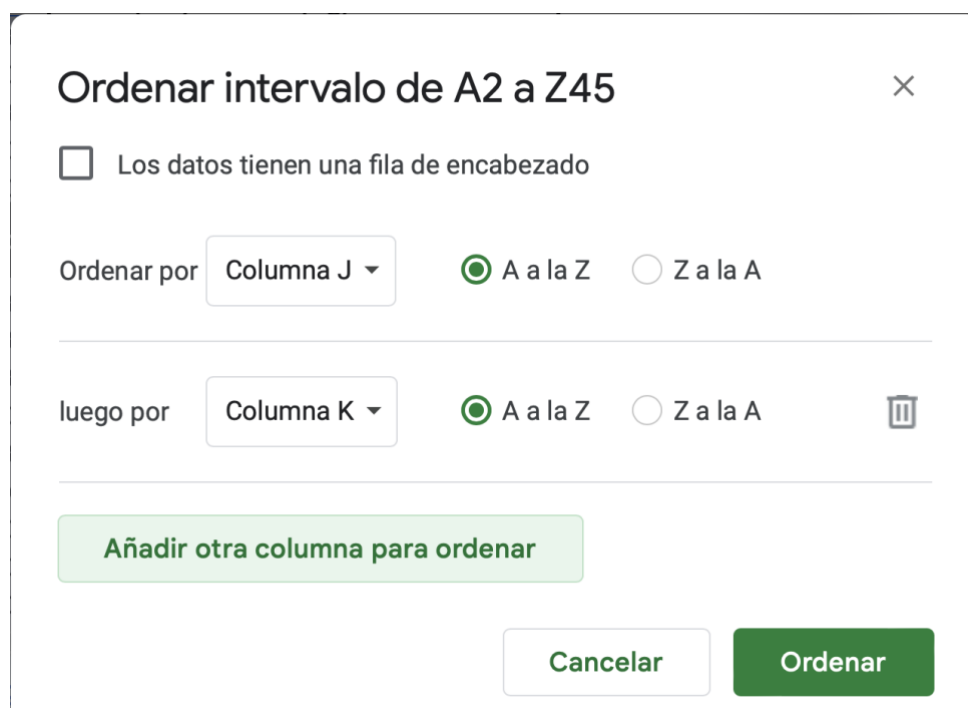 Ordenar intervalo de A2 a Z45
Los datos tienen una fila de encabezado
Ordenar por Columna J A a la Z Z a la A
luego por Columna K A a la Z Z a la A
Añadir otra columna para ordenar
Cancelar Ordenar